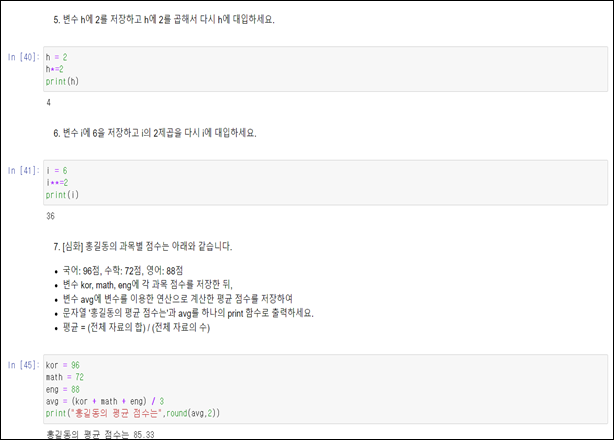 5. 변수 h에 2를 저장하고 h에 2를 곱해서 다시 h에 대입하세요.
In [40]: h = 2
h*=2
print(h)
4
6. 변수 i에 6을 저장하고 i의 2제곱을 다시 i에 대입하세요.
In [41]: i = 6
i**=2
print(i)
36
7. [심화] 홍길동의 과목별 점수는 아래와 같습니다.
• 국어: 96점, 수학: 72점, 영어: 88점
• 변수 kor, math, eng에 각 과목 점수를 저장한 뒤,
• 변수 avg에 변수를 이용한 연산으로 계산한 평균 점수를 저장하여
• 문자열 '홍길동의 평균 점수는'과 avg를 하나의 print 함수로 출력하세요.
• 평균 = (전체 자료의 합) / (전체 자료의 수)
In [45]: kor = 96
math = 72
eng = 88
avg = (kor + math + eng) / 3
print("홍길동의 평균 점수는",round(avg,2))
홍길동의 평균 점수는 85.33